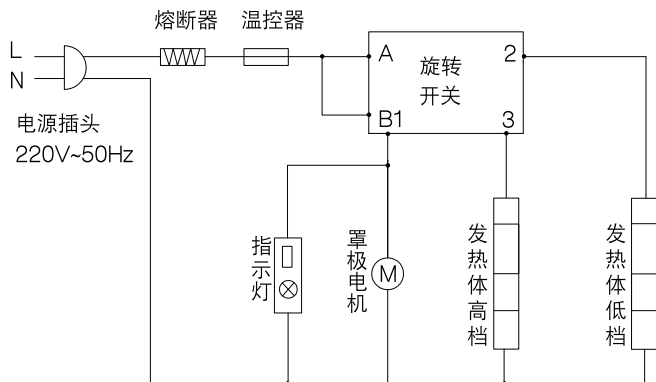 熔断器 温控器
L
N
A
2
旋转
开关
B1
3
电源插头
220V~50Hz
指示灯
罩极电机
M
发热体高档
发热体低档